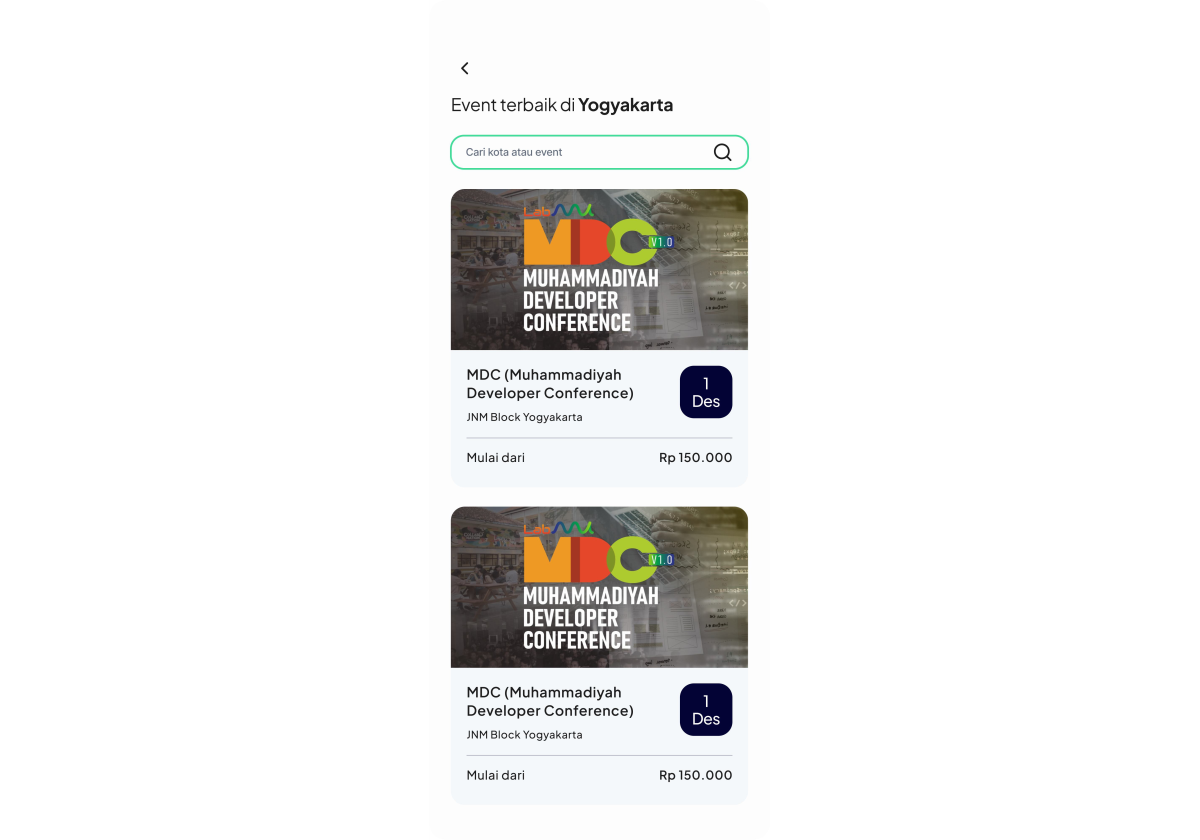 Event terbaik di Yogyakarta
Cari kota atau event
MDC
V1.0
MUHAMMADIYAH
DEVELOPER
CONFERENCE
MDC (Muhammadiyah
Developer Conference)
JNM Block Yogyakarta
1
Des
Mulai dari
Rp 150.000
MDC
V1.0
MUHAMMADIYAH
DEVELOPER
CONFERENCE
MDC (Muhammadiyah
Developer Conference)
JNM Block Yogyakarta
1
Des
Mulai dari
Rp 150.000